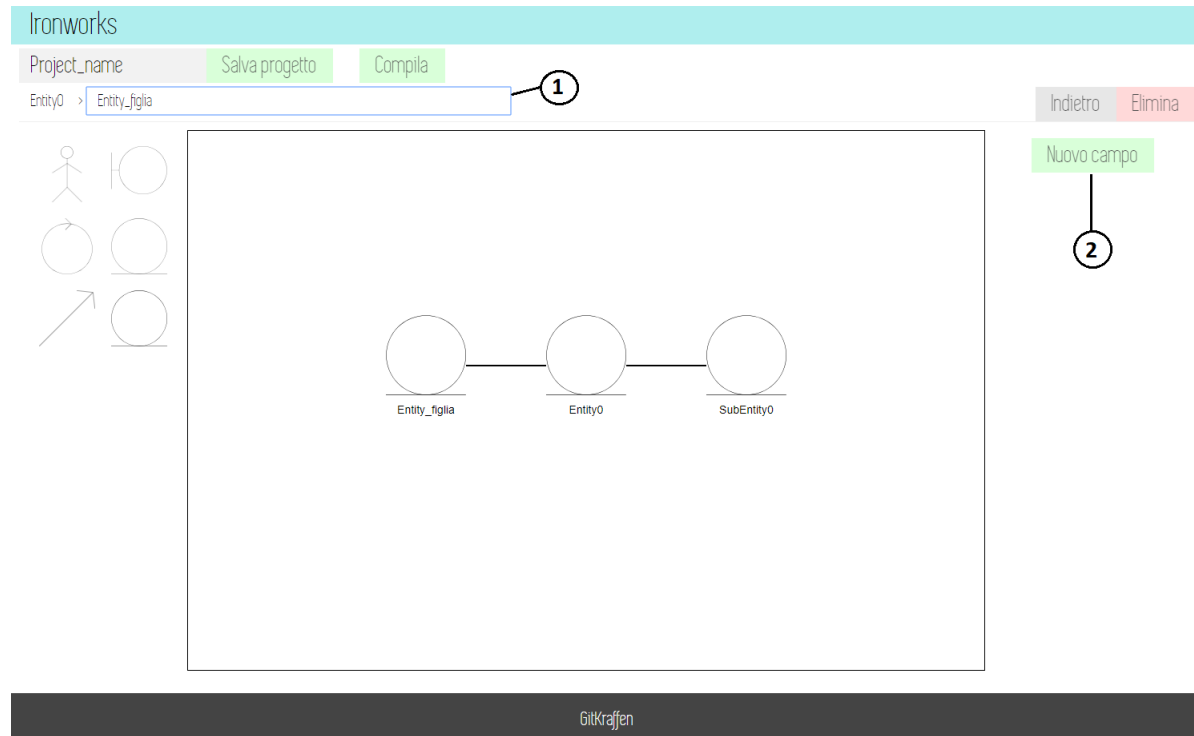 Ironworks
Project_name Salva progetto Compila
Entity0 > Entity_figlia 1 Indietro Elimina
Nuovo campo
2
Entity_figlia Entity0 SubEntity0
GitKraffen